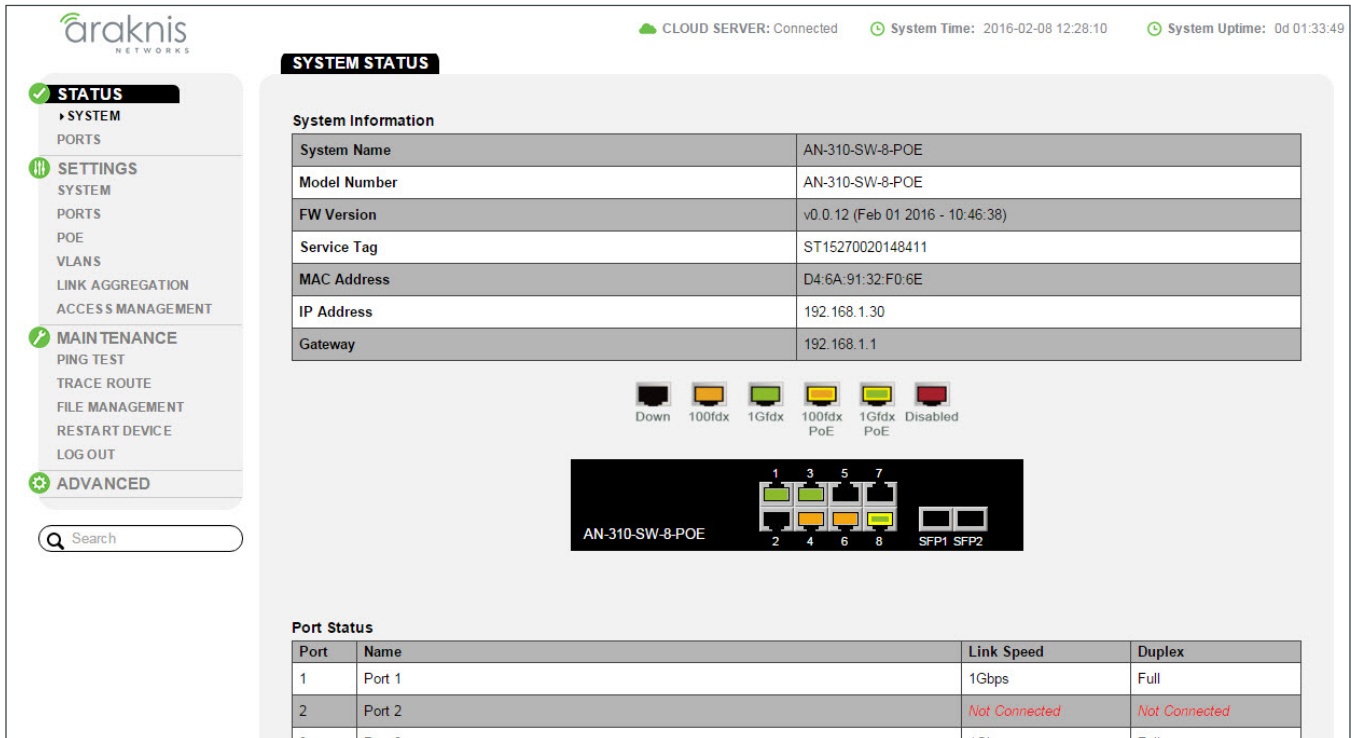 araknis
NETWORKS
CLOUD SERVER: Connected
System Time: 2016-02-08 12:28:10
System Uptime: 0d 01:33:49
SYSTEM STATUS
STATUS
SYSTEM
PORTS
SETTINGS
SYSTEM
PORTS
POE
VLANS
LINK AGGREGATION
ACCESS MANAGEMENT
MAINTENANCE
PING TEST
TRACE ROUTE
FILE MANAGEMENT
RESTART DEVICE
LOG OUT
ADVANCED
Search
System Information
System Name AN-310-SW-8-POE
Model Number AN-310-SW-8-POE
FW Version v0.0.12 (Feb 01 2016 - 10:46:38)
Service Tag ST15270020148411
MAC Address D4:6A:91:32:F0:6E
IP Address 192.168.1.30
Gateway 192.168.1.1
Down 100fdx 1Gfdx 100fdx PoE 1Gfdx PoE Disabled
1 3 5 7
AN-310-SW-8-POE
2 4 6 8 SFP1 SFP2
Port Status
Port Name Link Speed Duplex
1 Port 1 1Gbps Full
2 Port 2 Not Connected Not Connected